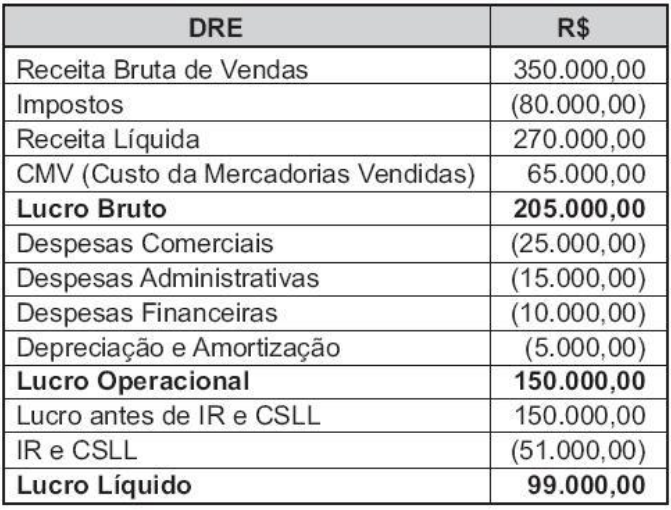 DRE R$
Receita Bruta de Vendas 350.000,00
Impostos (80.000,00)
Receita Líquida 270.000,00
CMV (Custo da Mercadorias Vendidas) 65.000,00
Lucro Bruto 205.000,00
Despesas Comerciais (25.000,00)
Despesas Administrativas (15.000,00)
Despesas Financeiras (10.000,00)
Depreciação e Amortização (5.000,00)
Lucro Operacional 150.000,00
Lucro antes de IR e CSLL 150.000,00
IR e CSLL (51.000,00)
Lucro Líquido 99.000,00